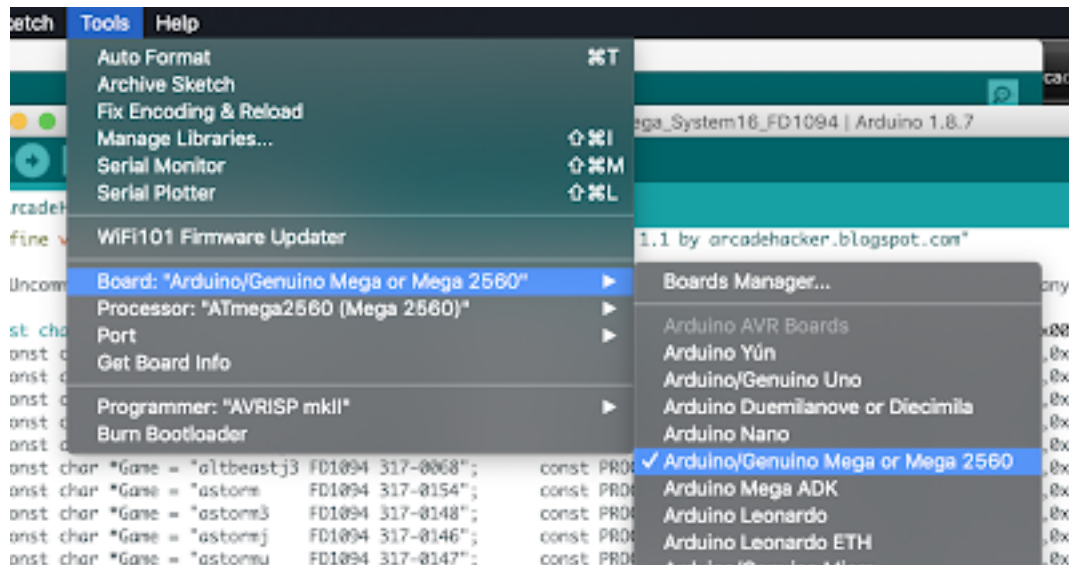 etch Tools Help
Auto Format ⌘T
Archive Sketch
Fix Encoding & Reload
Manage Libraries... ⇧⌘I
Serial Monitor ⇧⌘M
Serial Plotter ⇧⌘L
WiFi101 Firmware Updater
Board: "Arduino/Genuino Mega or Mega 2560"
Processor: "ATmega2560 (Mega 2560)"
Port
Get Board Info
Programmer: "AVRISP mkII"
Burn Bootloader
ega_System16_FD1094 | Arduino 1.8.7
1.1 by arcadehacker.blogspot.com"
Boards Manager...
Arduino AVR Boards
Arduino Yún
Arduino/Genuino Uno
Arduino Duemilanove or Diecimila
Arduino Nano
✓ Arduino/Genuino Mega or Mega 2560
Arduino Mega ADK
Arduino Leonardo
Arduino Leonardo ETH
onst char *Game = "altbeastj3 FD1094 317-0068"; const PRO
onst char *Game = "astorm FD1094 317-0154"; const PRO
onst char *Game = "astorm3 FD1094 317-0148"; const PRO
onst char *Game = "astormj FD1094 317-0146"; const PRO
onst char *Game = "astormu FD1094 317-0147"; const PRO